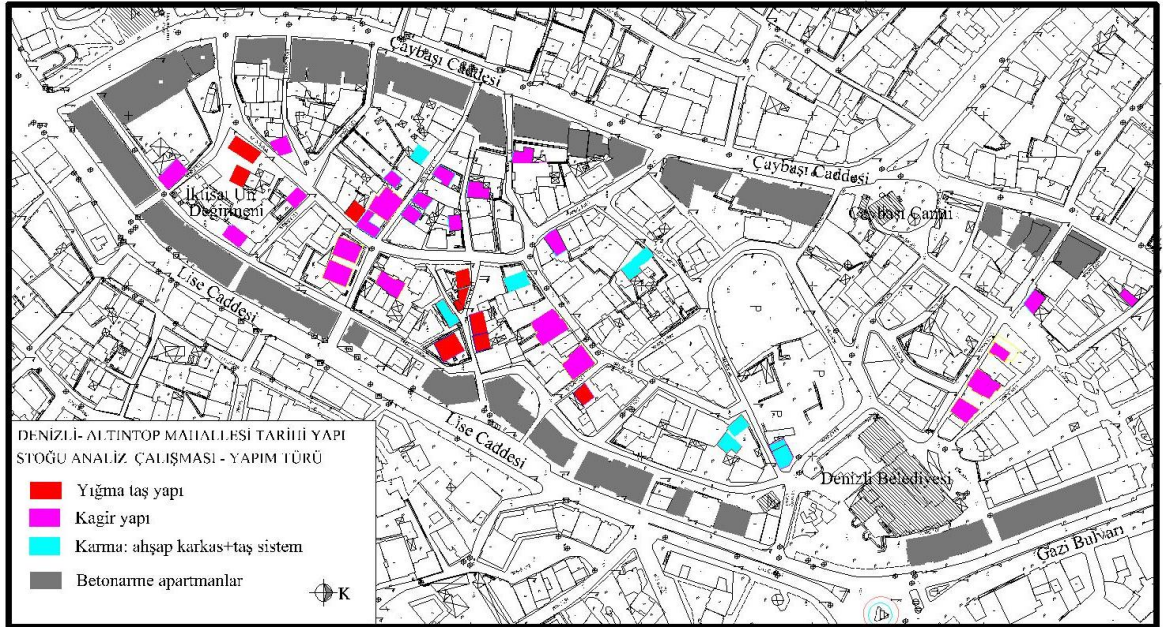 Çaybaşı Caddesi
Çaybaşı Caddesi
Çaybaşı Camii
İktisat Un
Değirmeni
Lise Caddesi
Lise Caddesi
P
P
P
P
Denizli Belediyesi
Gazi Bulvarı
DENİZLİ- ALTINTOP MAHALLESİ TARİHİ YAPI
STOĞU ANALİZ ÇALIŞMASI - YAPIM TÜRÜ
Yığma taş yapı
Kagir yapı
Karma: ahşap karkas+taş sistem
Betonarme apartmanlar
K